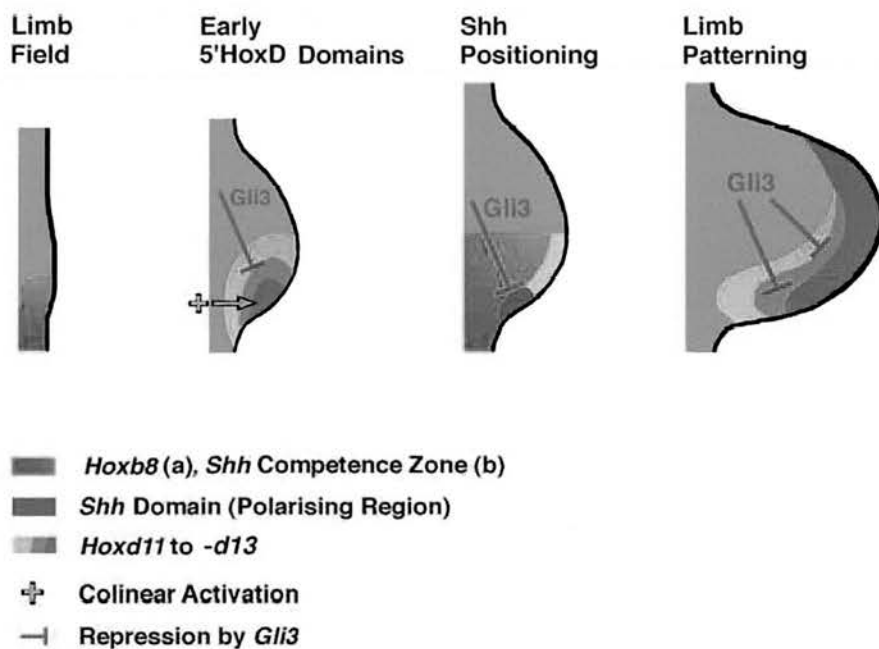 Limb
Field
Early
5'HoxD Domains
Shh
Positioning
Limb
Patterning
Gli3
Gli3
Gli3
Hoxb8 (a), Shh Competence Zone (b)
Shh Domain (Polarising Region)
Hoxd11 to -d13
Colinear Activation
Repression by Gli3